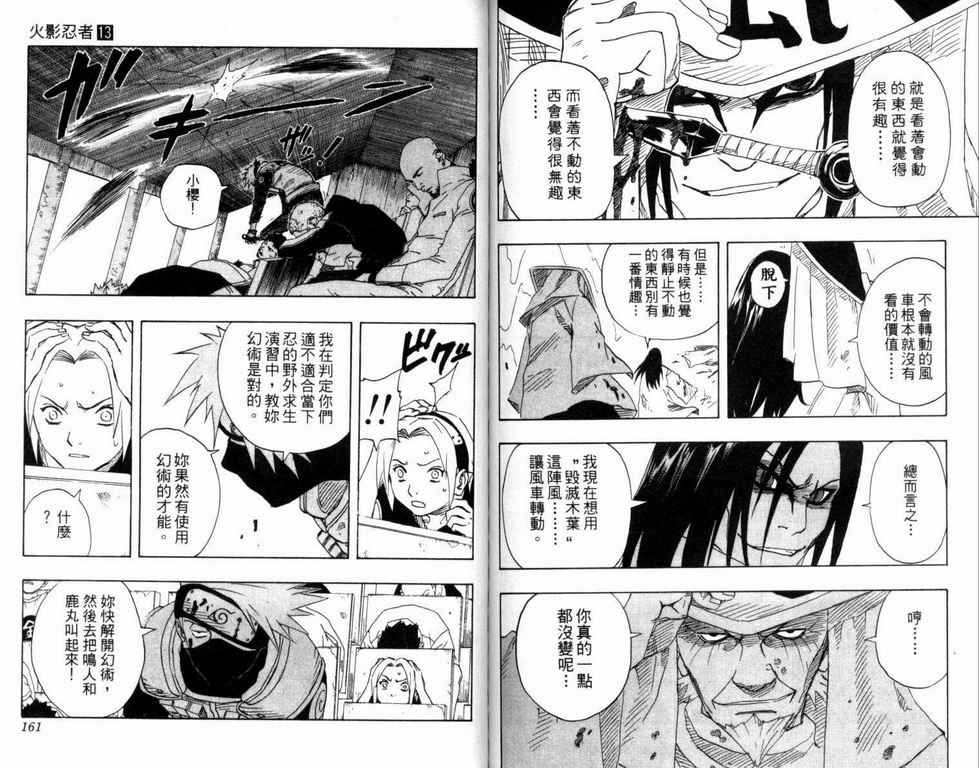 就是看著會動
的東西就覺得
很有趣……
而看著不動的東
西會覺得很無趣
……
不會轉動的風
車根本就沒有
看的價值……
脫下
但是……
有時候也覺
得靜止不動
的東西別有
一番情趣…
總而言之…
我現在想用
"毀滅木葉"
這陣風………
讓風車轉動。
哼……
你真的一點
都沒變呢…
火影忍者 13
ガキーン
ザッ!
小櫻!
ビクッ
!!
我在判定你們
適不適合當下
忍的野外求生
演習中,教妳
幻術是對的。
妳果然有使用
幻術的才能。
什麼
?
妳快解開幻術,
然後去把鳴人和
鹿丸叫起來!
161